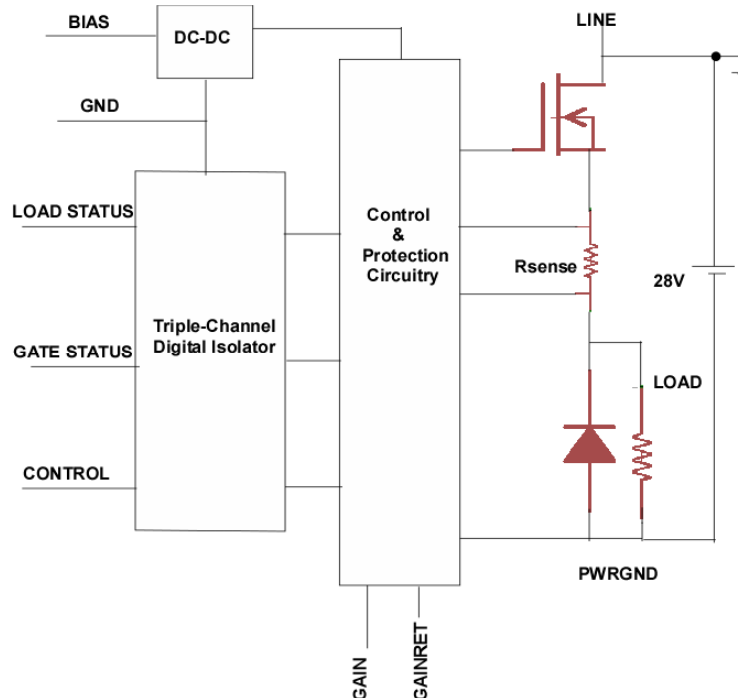 BIAS
DC-DC
LINE
GND
LOAD STATUS
Control
&
Protection
Circuitry
Rsense
28V
Triple-Channel
Digital Isolator
GATE STATUS
LOAD
CONTROL
PWRGND
GAIN
GAINRET